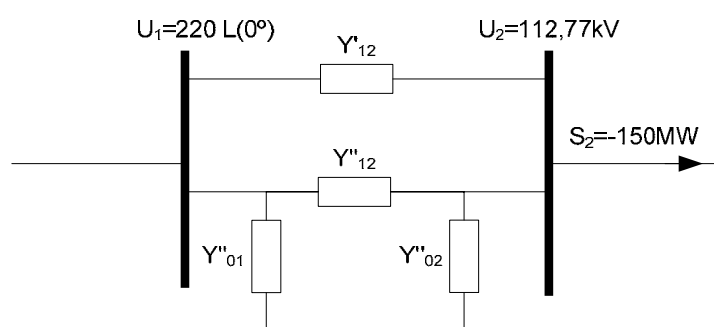 U₁=220 L(0º)
U₂=112,77kV
Y'₁₂
S₂=-150MW
Y"₁₂
Y"₀₁
Y"₀₂